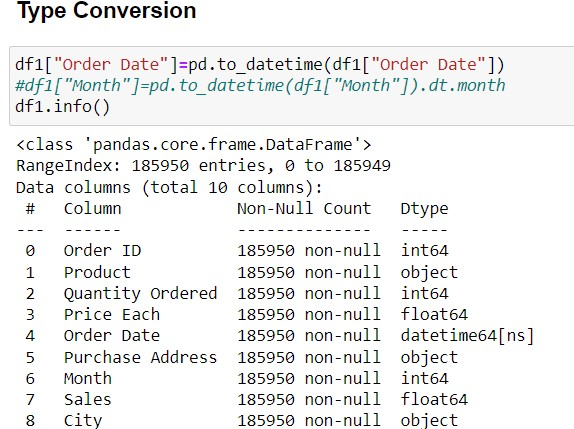 Type Conversion
df1["Order Date"]=pd.to_datetime(df1["Order Date"])
#df1["Month"]=pd.to_datetime(df1["Month"]).dt.month
df1.info()
<class 'pandas.core.frame.DataFrame'>
RangeIndex: 185950 entries, 0 to 185949
Data columns (total 10 columns):
 #   Column            Non-Null Count   Dtype
---  ------            --------------   -----
 0   Order ID          185950 non-null  int64
 1   Product           185950 non-null  object
 2   Quantity Ordered  185950 non-null  int64
 3   Price Each        185950 non-null  float64
 4   Order Date        185950 non-null  datetime64[ns]
 5   Purchase Address  185950 non-null  object
 6   Month             185950 non-null  int64
 7   Sales             185950 non-null  float64
 8   City              185950 non-null  object